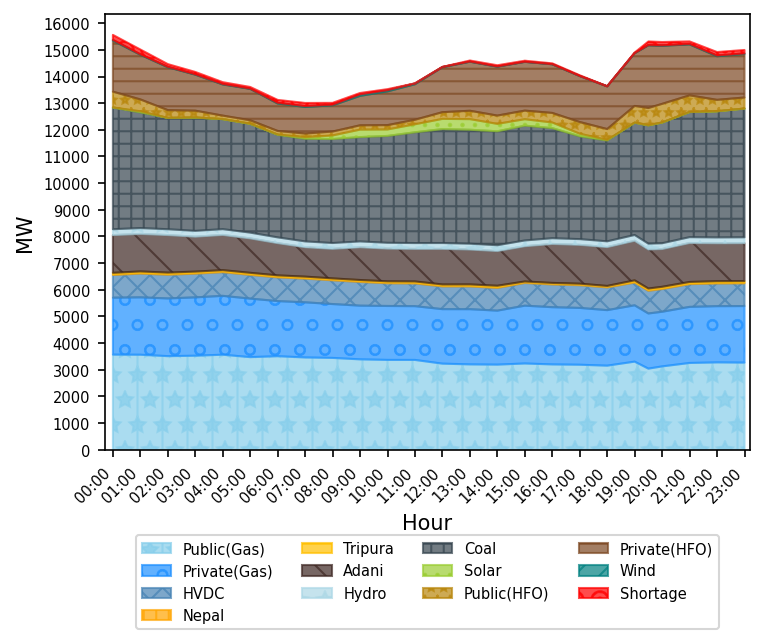 16000
15000
14000
13000
12000
11000
10000
9000
8000
7000
6000
5000
4000
3000
2000
1000
0
MW
00:00 01:00 02:00 03:00 04:00 05:00 06:00 07:00 08:00 09:00 10:00 11:00 12:00 13:00 14:00 15:00 16:00 17:00 18:00 19:00 20:00 21:00 22:00 23:00
Hour
Public(Gas) Tripura Coal Private(HFO)
Private(Gas) Adani Solar Wind
HVDC Hydro Public(HFO) Shortage
Nepal